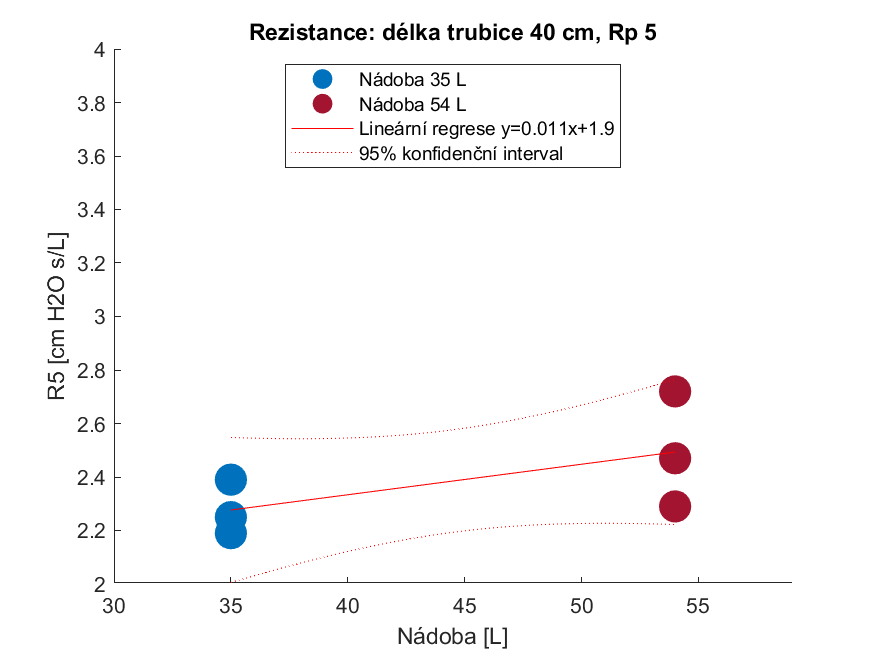 Rezistance: délka trubice 40 cm, Rp 5
Nádoba 35 L
Nádoba 54 L
Lineární regrese y=0.011x+1.9
95% konfidenční interval
R5 [cm H2O s/L]
4
3.8
3.6
3.4
3.2
3
2.8
2.6
2.4
2.2
2
30
35
40
45
50
55
Nádoba [L]